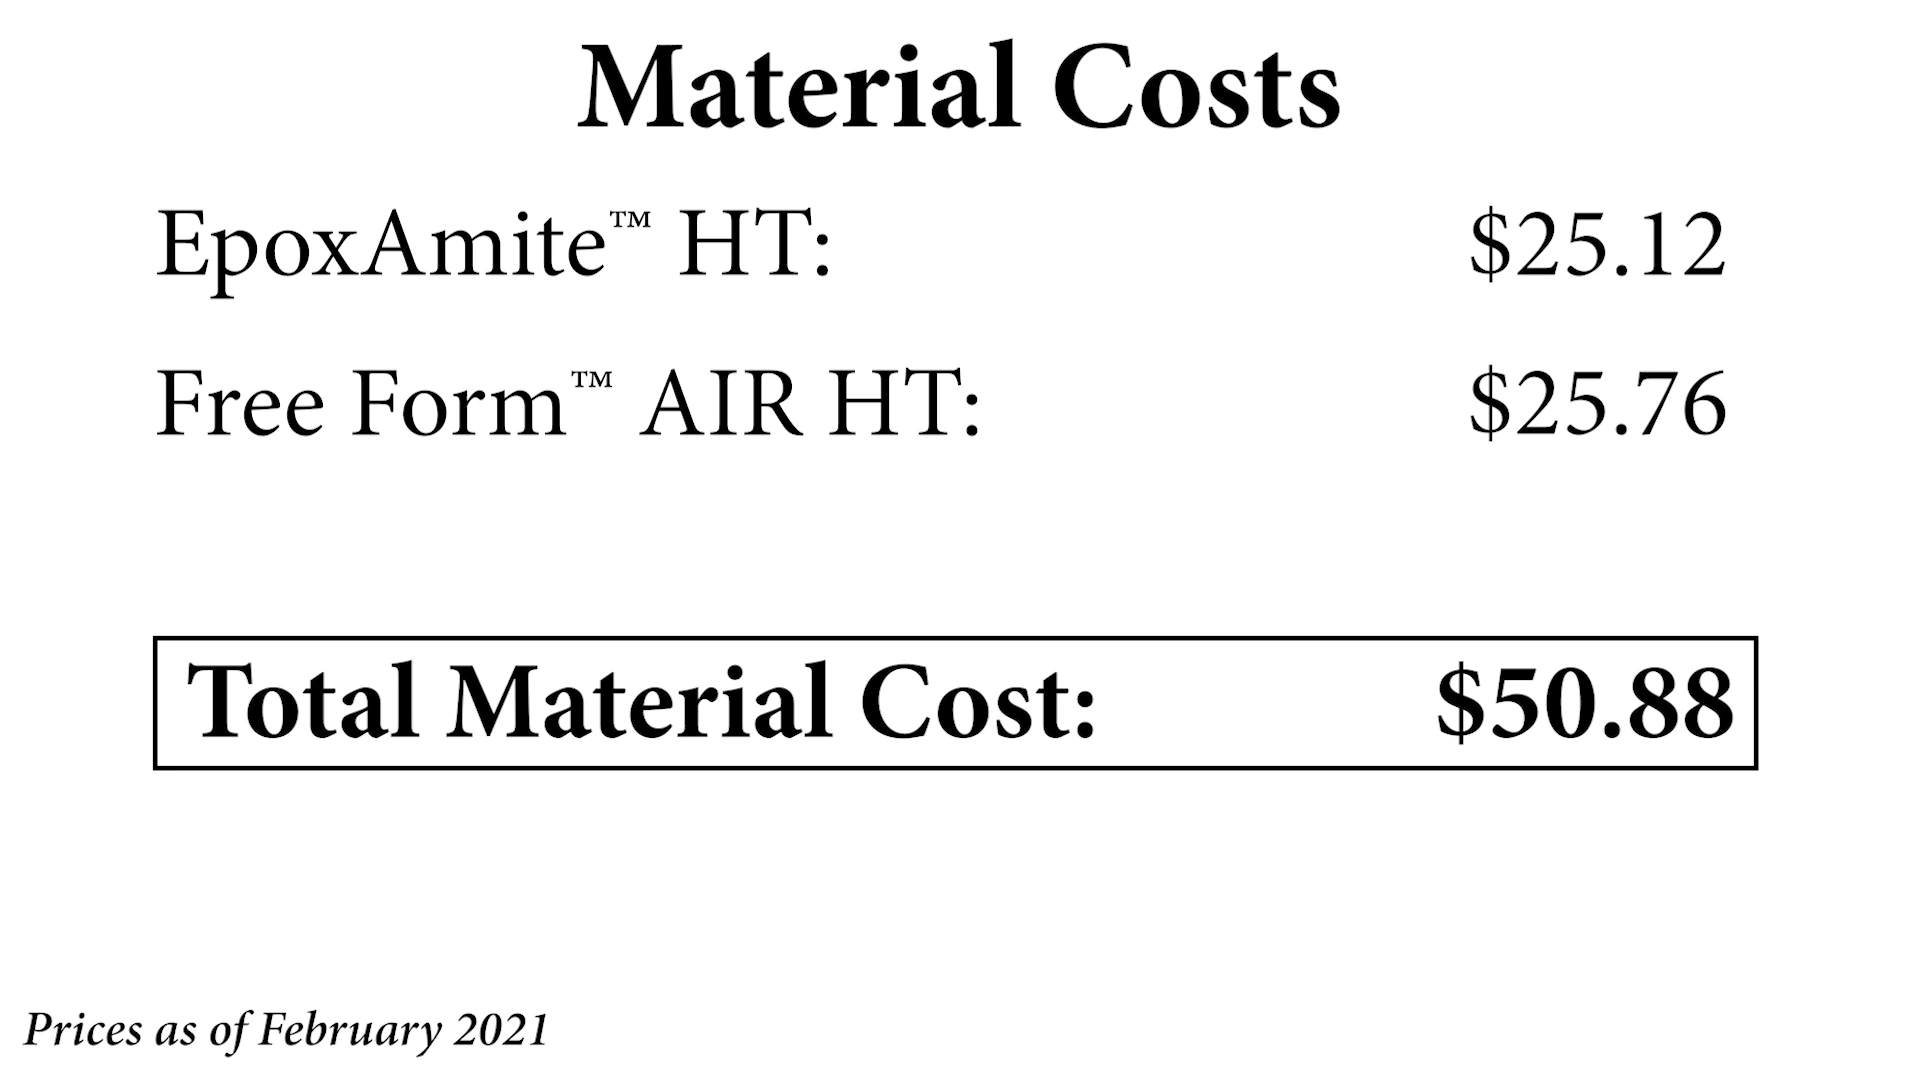 Material Costs
EpoxAmite™ HT: $25.12
Free Form™ AIR HT: $25.76
Total Material Cost: $50.88
Prices as of February 2021